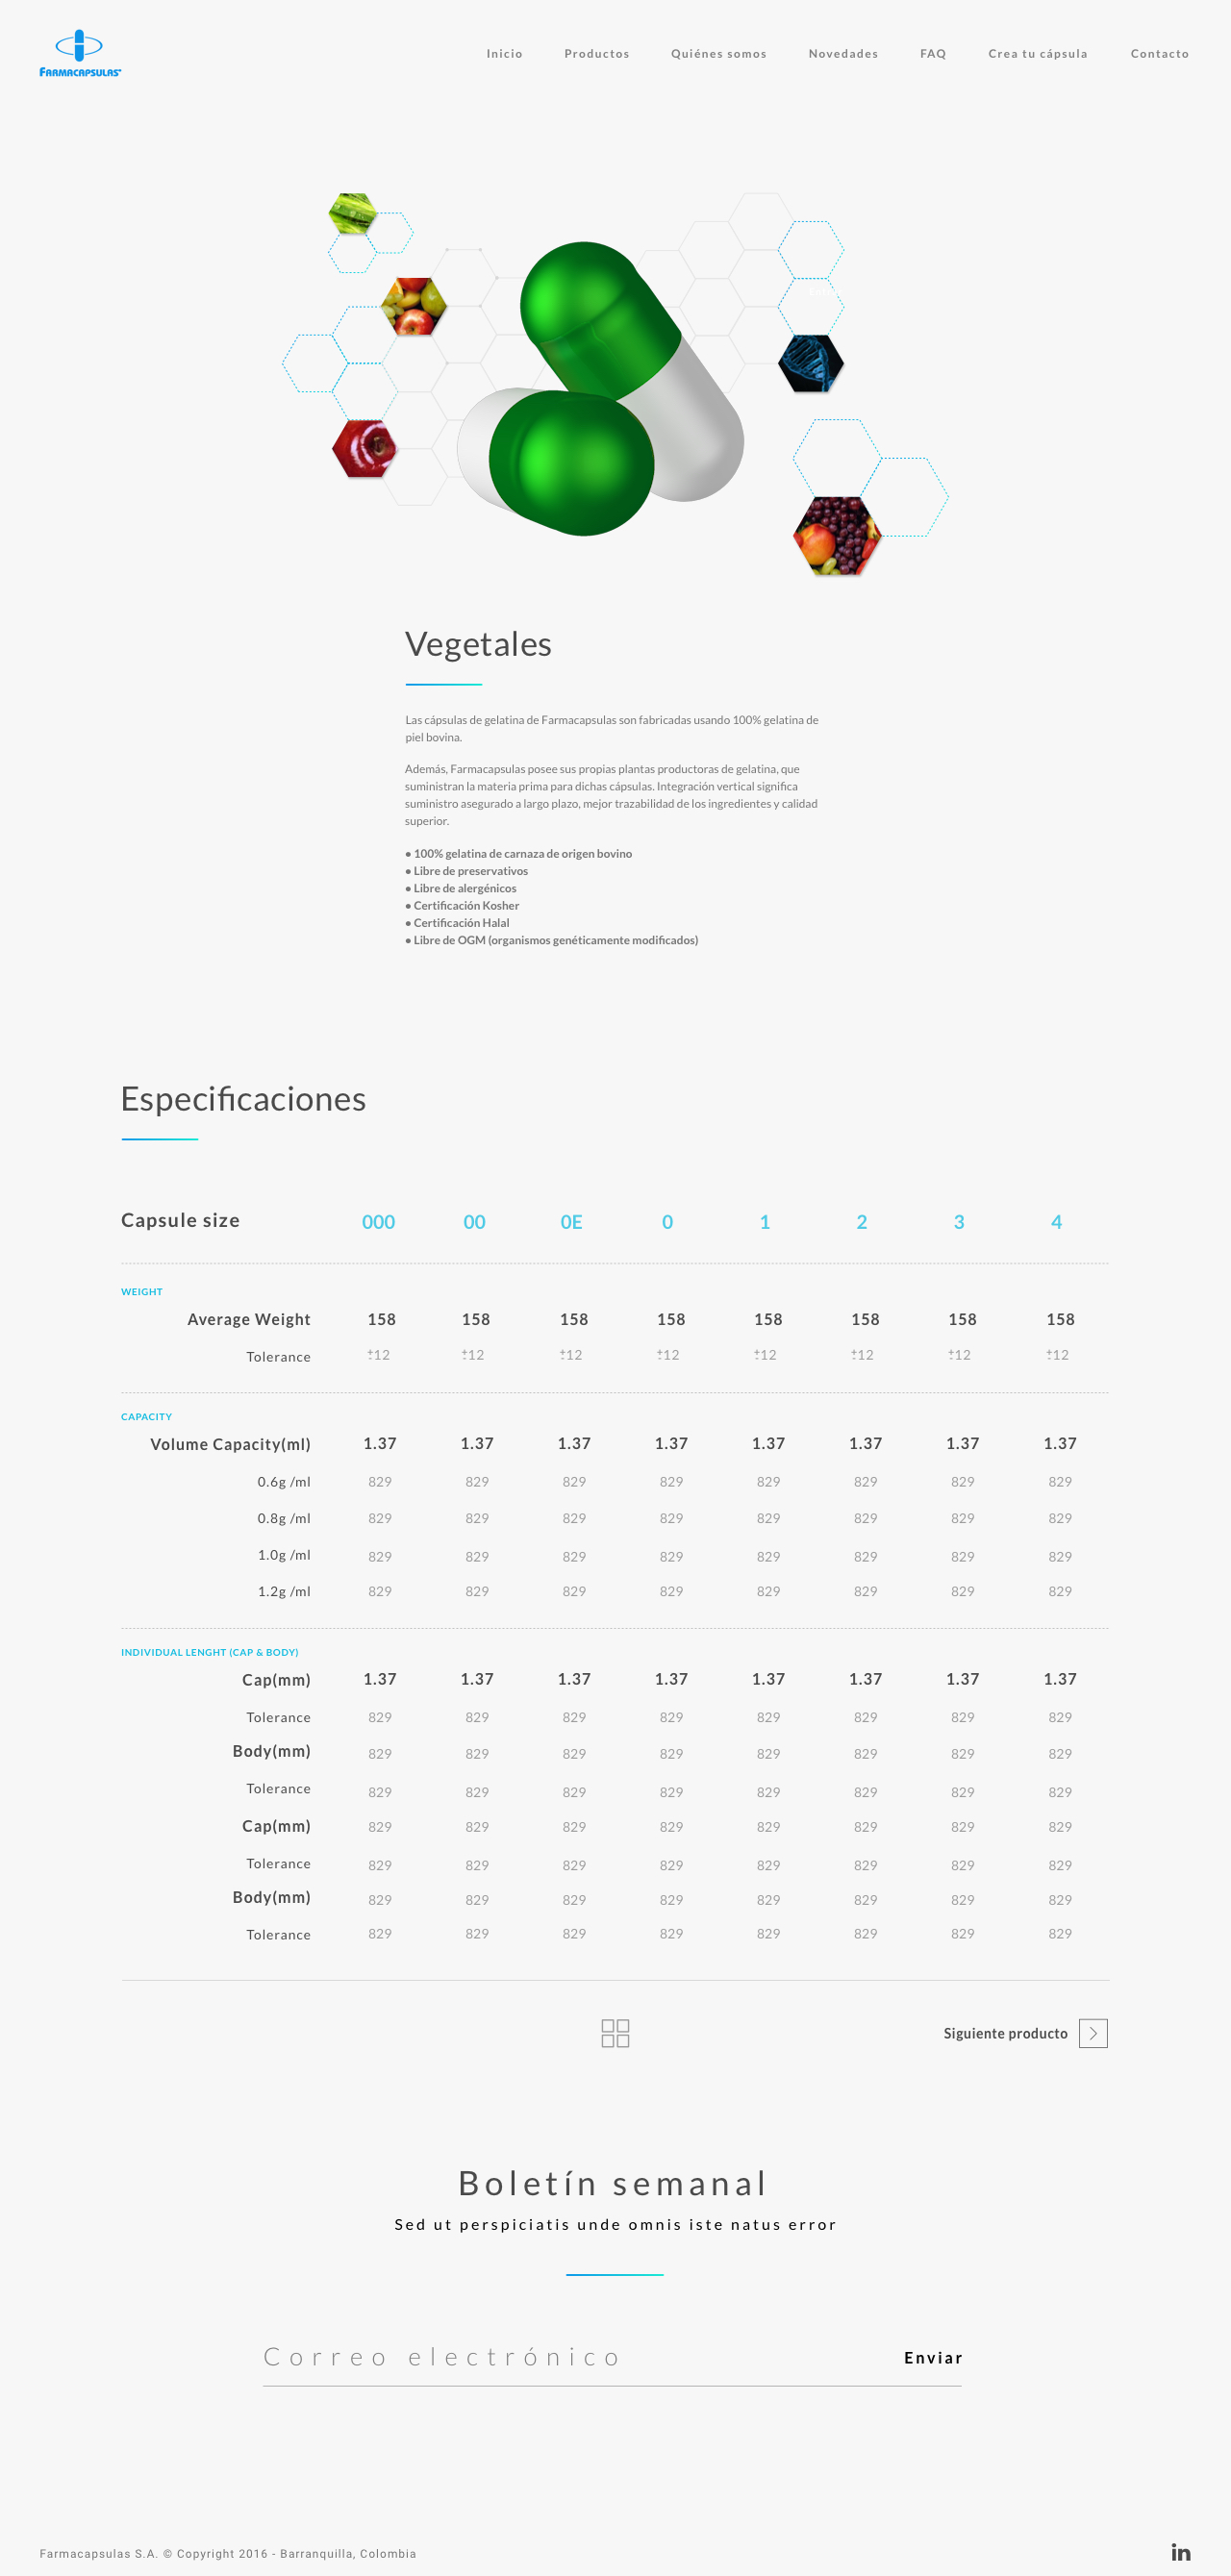 FARMACAPSULAS
Inicio Productos Quiénes somos Novedades FAQ Crea tu cápsula Contacto
Vegetales
Las cápsulas de gelatina de Farmacapsulas son fabricadas usando 100% gelatina de
piel bovina.
Además, Farmacapsulas posee sus propias plantas productoras de gelatina, que
suministran la materia prima para dichas cápsulas. Integración vertical significa
suministro asegurado a largo plazo, mejor trazabilidad de los ingredientes y calidad
superior.
• 100% gelatina de carnaza de origen bovino
• Libre de preservativos
• Libre de alergénicos
• Certificación Kosher
• Certificación Halal
• Libre de OGM (organismos genéticamente modificados)
Especificaciones
Capsule size 000 00 0E 0 1 2 3 4
WEIGHT
Average Weight 158 158 158 158 158 158 158 158
Tolerance ±12 ±12 ±12 ±12 ±12 ±12 ±12 ±12
CAPACITY
Volume Capacity(ml) 1.37 1.37 1.37 1.37 1.37 1.37 1.37 1.37
0.6g /ml 829 829 829 829 829 829 829 829
0.8g /ml 829 829 829 829 829 829 829 829
1.0g /ml 829 829 829 829 829 829 829 829
1.2g /ml 829 829 829 829 829 829 829 829
INDIVIDUAL LENGHT (CAP & BODY)
Cap(mm) 1.37 1.37 1.37 1.37 1.37 1.37 1.37 1.37
Tolerance 829 829 829 829 829 829 829 829
Body(mm) 829 829 829 829 829 829 829 829
Tolerance 829 829 829 829 829 829 829 829
Cap(mm) 829 829 829 829 829 829 829 829
Tolerance 829 829 829 829 829 829 829 829
Body(mm) 829 829 829 829 829 829 829 829
Tolerance 829 829 829 829 829 829 829 829
Siguiente producto
Boletín semanal
Sed ut perspiciatis unde omnis iste natus error
Correo electrónico Enviar
Farmacapsulas S.A. © Copyright 2016 - Barranquilla, Colombia in